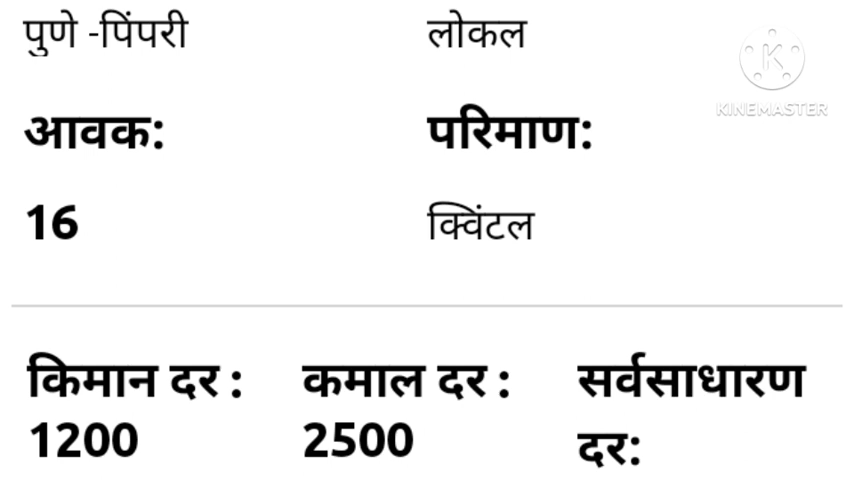 पुणे -पिंपरी लोकल
KINEMASTER
आवक: परिमाण:
16 क्विंटल
किमान दर : कमाल दर : सर्वसाधारण
1200 2500 दर: